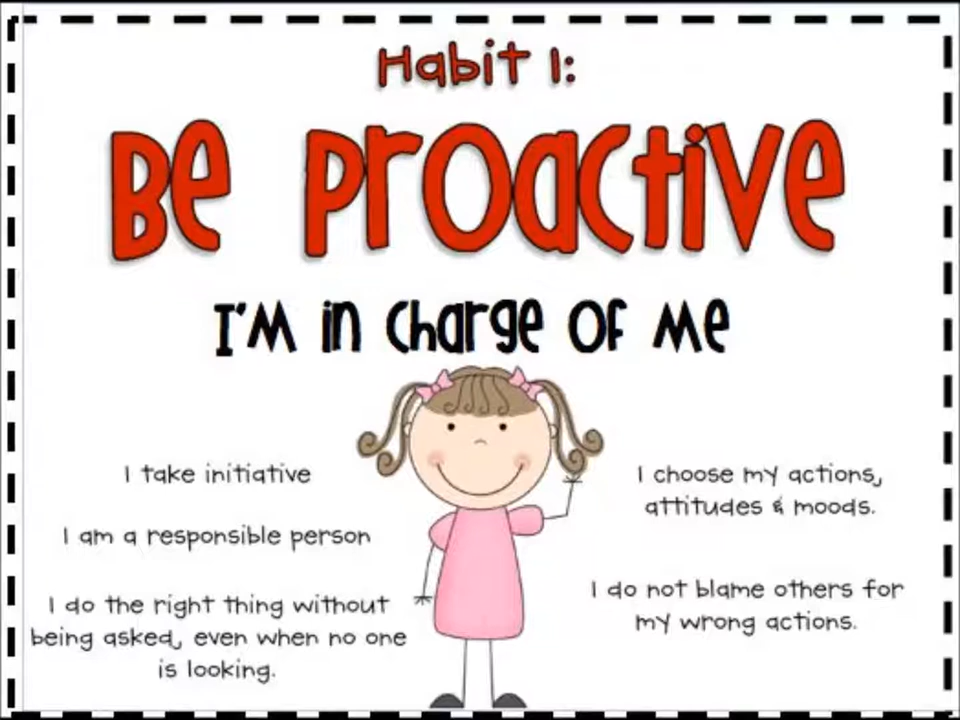 Habit 1:
Be Proactive
I'm in charge of me
I take initiative
I am a responsible person
I do the right thing without
being asked, even when no one
is looking.
I choose my actions,
attitudes & moods.
I do not blame others for
my wrong actions.